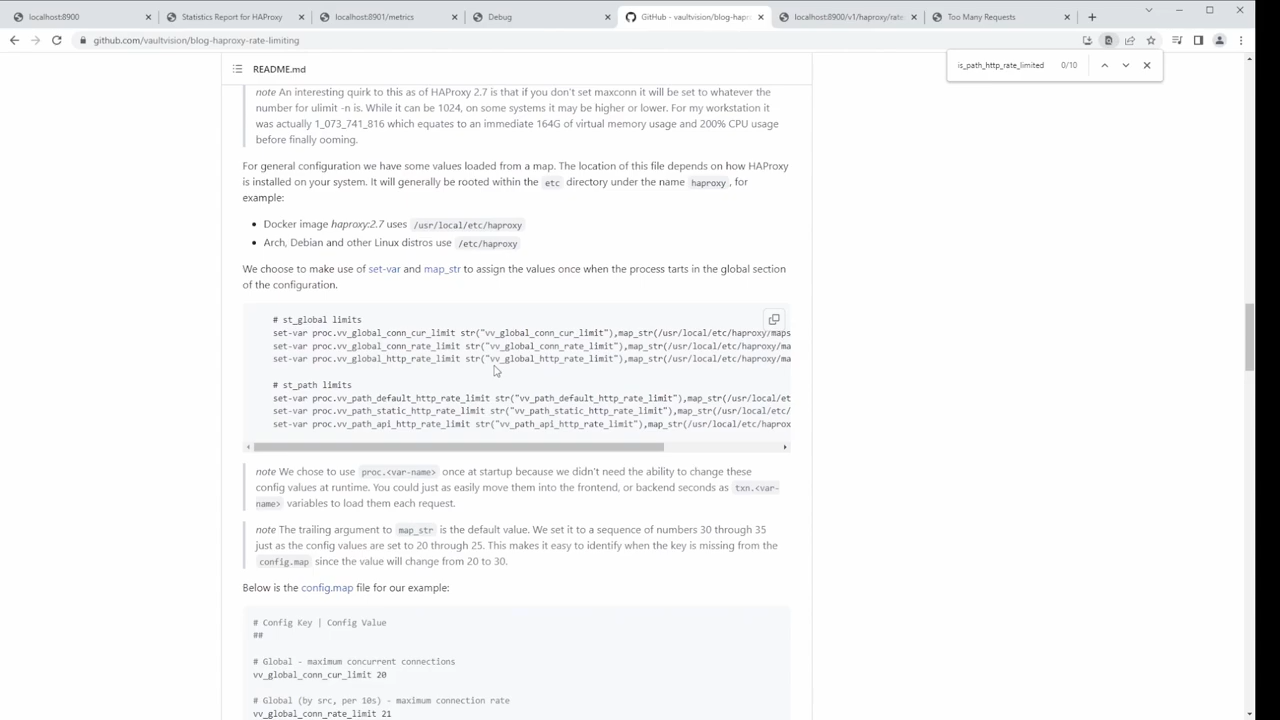 localhost:8900
Statistics Report for HAProxy
localhost:8901/metrics
Debug
GitHub - vaultvision/blog-hapro
localhost:8900/v1/haproxy/rate
Too Many Requests
github.com/vaultvision/blog-haproxy-rate-limiting
is_path_http_rate_limited 0/10
README.md
note An interesting quirk to this as of HAProxy 2.7 is that if you don't set maxconn it will be set to whatever the
number for ulimit -n is. While it can be 1024, on some systems it may be higher or lower. For my workstation it
was actually 1_073_741_816 which equates to an immediate 164G of virtual memory usage and 200% CPU usage
before finally ooming.
For general configuration we have some values loaded from a map. The location of this file depends on how HAProxy
is installed on your system. It will generally be rooted within the etc directory under the name haproxy, for
example:
• Docker image haproxy:2.7 uses /usr/local/etc/haproxy
• Arch, Debian and other Linux distros use /etc/haproxy
We choose to make use of set-var and map_str to assign the values once when the process tarts in the global section
of the configuration.
# st_global limits
set-var proc.vv_global_conn_cur_limit str("vv_global_conn_cur_limit"),map_str(/usr/local/etc/haproxy/maps
set-var proc.vv_global_conn_rate_limit str("vv_global_conn_rate_limit"),map_str(/usr/local/etc/haproxy/ma
set-var proc.vv_global_http_rate_limit str("vv_global_http_rate_limit"),map_str(/usr/local/etc/haproxy/ma
# st_path limits
set-var proc.vv_path_default_http_rate_limit str("vv_path_default_http_rate_limit"),map_str(/usr/local/et
set-var proc.vv_path_static_http_rate_limit str("vv_path_static_http_rate_limit"),map_str(/usr/local/etc/
set-var proc.vv_path_api_http_rate_limit str("vv_path_api_http_rate_limit"),map_str(/usr/local/etc/haprox
note We chose to use proc.<var-name> once at startup because we didn't need the ability to change these
config values at runtime. You could just as easily move them into the frontend, or backend seconds as txn.<var-
name> variables to load them each request.
note The trailing argument to map_str is the default value. We set it to a sequence of numbers 30 through 35
just as the config values are set to 20 through 25. This makes it easy to identify when the key is missing from the
config.map since the value will change from 20 to 30.
Below is the config.map file for our example:
# Config Key | Config Value
##
# Global - maximum concurrent connections
vv_global_conn_cur_limit 20
# Global (by src, per 10s) - maximum connection rate
vv_global_conn_rate_limit 21